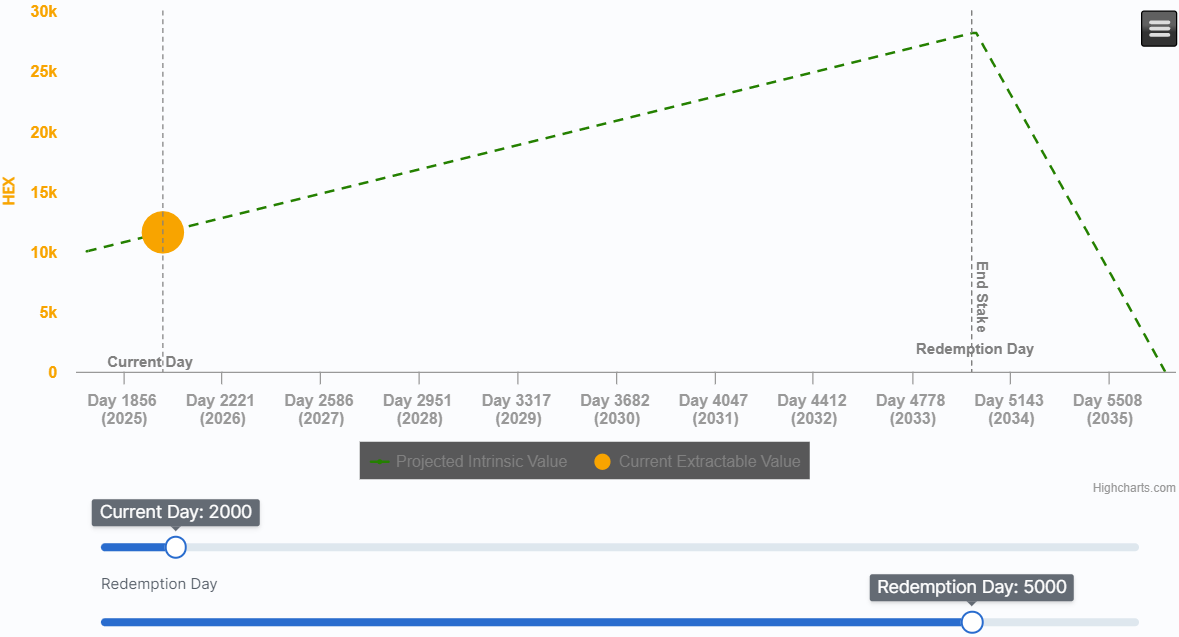 30k
25k
20k
15k
10k
5k
0
HEX
Current Day
End Stake
Redemption Day
Day 1856 Day 2221 Day 2586 Day 2951 Day 3317 Day 3682 Day 4047 Day 4412 Day 4778 Day 5143 Day 5508
(2025) (2026) (2027) (2028) (2029) (2030) (2031) (2032) (2033) (2034) (2035)
Projected Intrinsic Value Current Extractable Value
Highcharts.com
Current Day: 2000
Redemption Day
Redemption Day: 5000